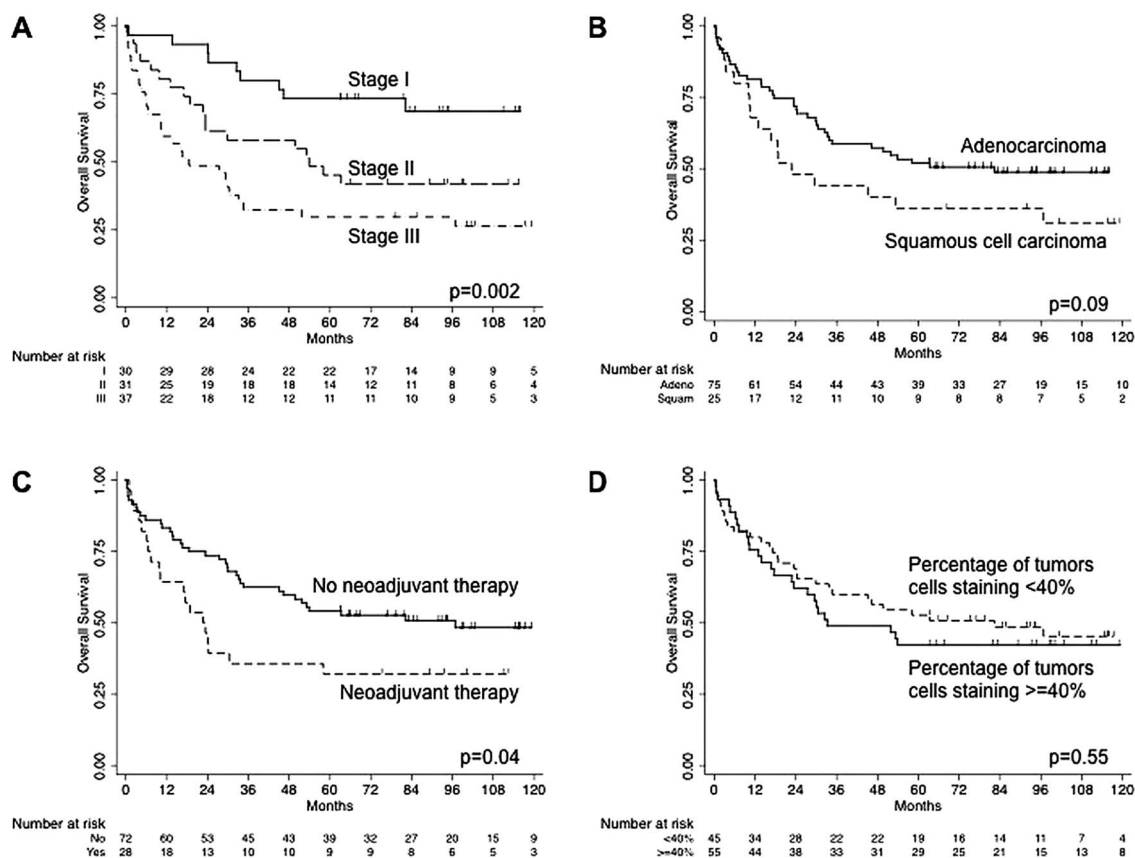 A
Overall Survival
1.00
0.75
0.50
0.25
0.00
Stage I
Stage II
Stage III
p=0.002
0 12 24 36 48 60 72 84 96 108 120
Months
Number at risk
I 30 29 28 24 22 22 17 14 9 9 5
II 31 25 19 18 18 14 12 11 8 6 4
III 37 22 18 12 12 11 11 10 9 5 3
B
Overall Survival
1.00
0.75
0.50
0.25
0.00
Adenocarcinoma
Squamous cell carcinoma
p=0.09
0 12 24 36 48 60 72 84 96 108 120
Months
Number at risk
Adeno 75 61 54 44 43 39 33 27 19 15 10
Squam 25 17 12 11 10 9 8 8 7 5 2
C
Overall Survival
1.00
0.75
0.50
0.25
0.00
No neoadjuvant therapy
Neoadjuvant therapy
p=0.04
0 12 24 36 48 60 72 84 96 108 120
Months
Number at risk
No 72 60 53 45 43 39 32 27 20 15 9
Yes 28 18 13 10 10 9 9 8 6 5 3
D
Overall Survival
1.00
0.75
0.50
0.25
0.00
Percentage of tumors
cells staining <40%
Percentage of tumors
cells staining >=40%
p=0.55
0 12 24 36 48 60 72 84 96 108 120
Months
Number at risk
<40% 45 34 28 22 22 19 16 14 11 7 4
>=40% 55 44 38 33 31 29 25 21 15 13 8